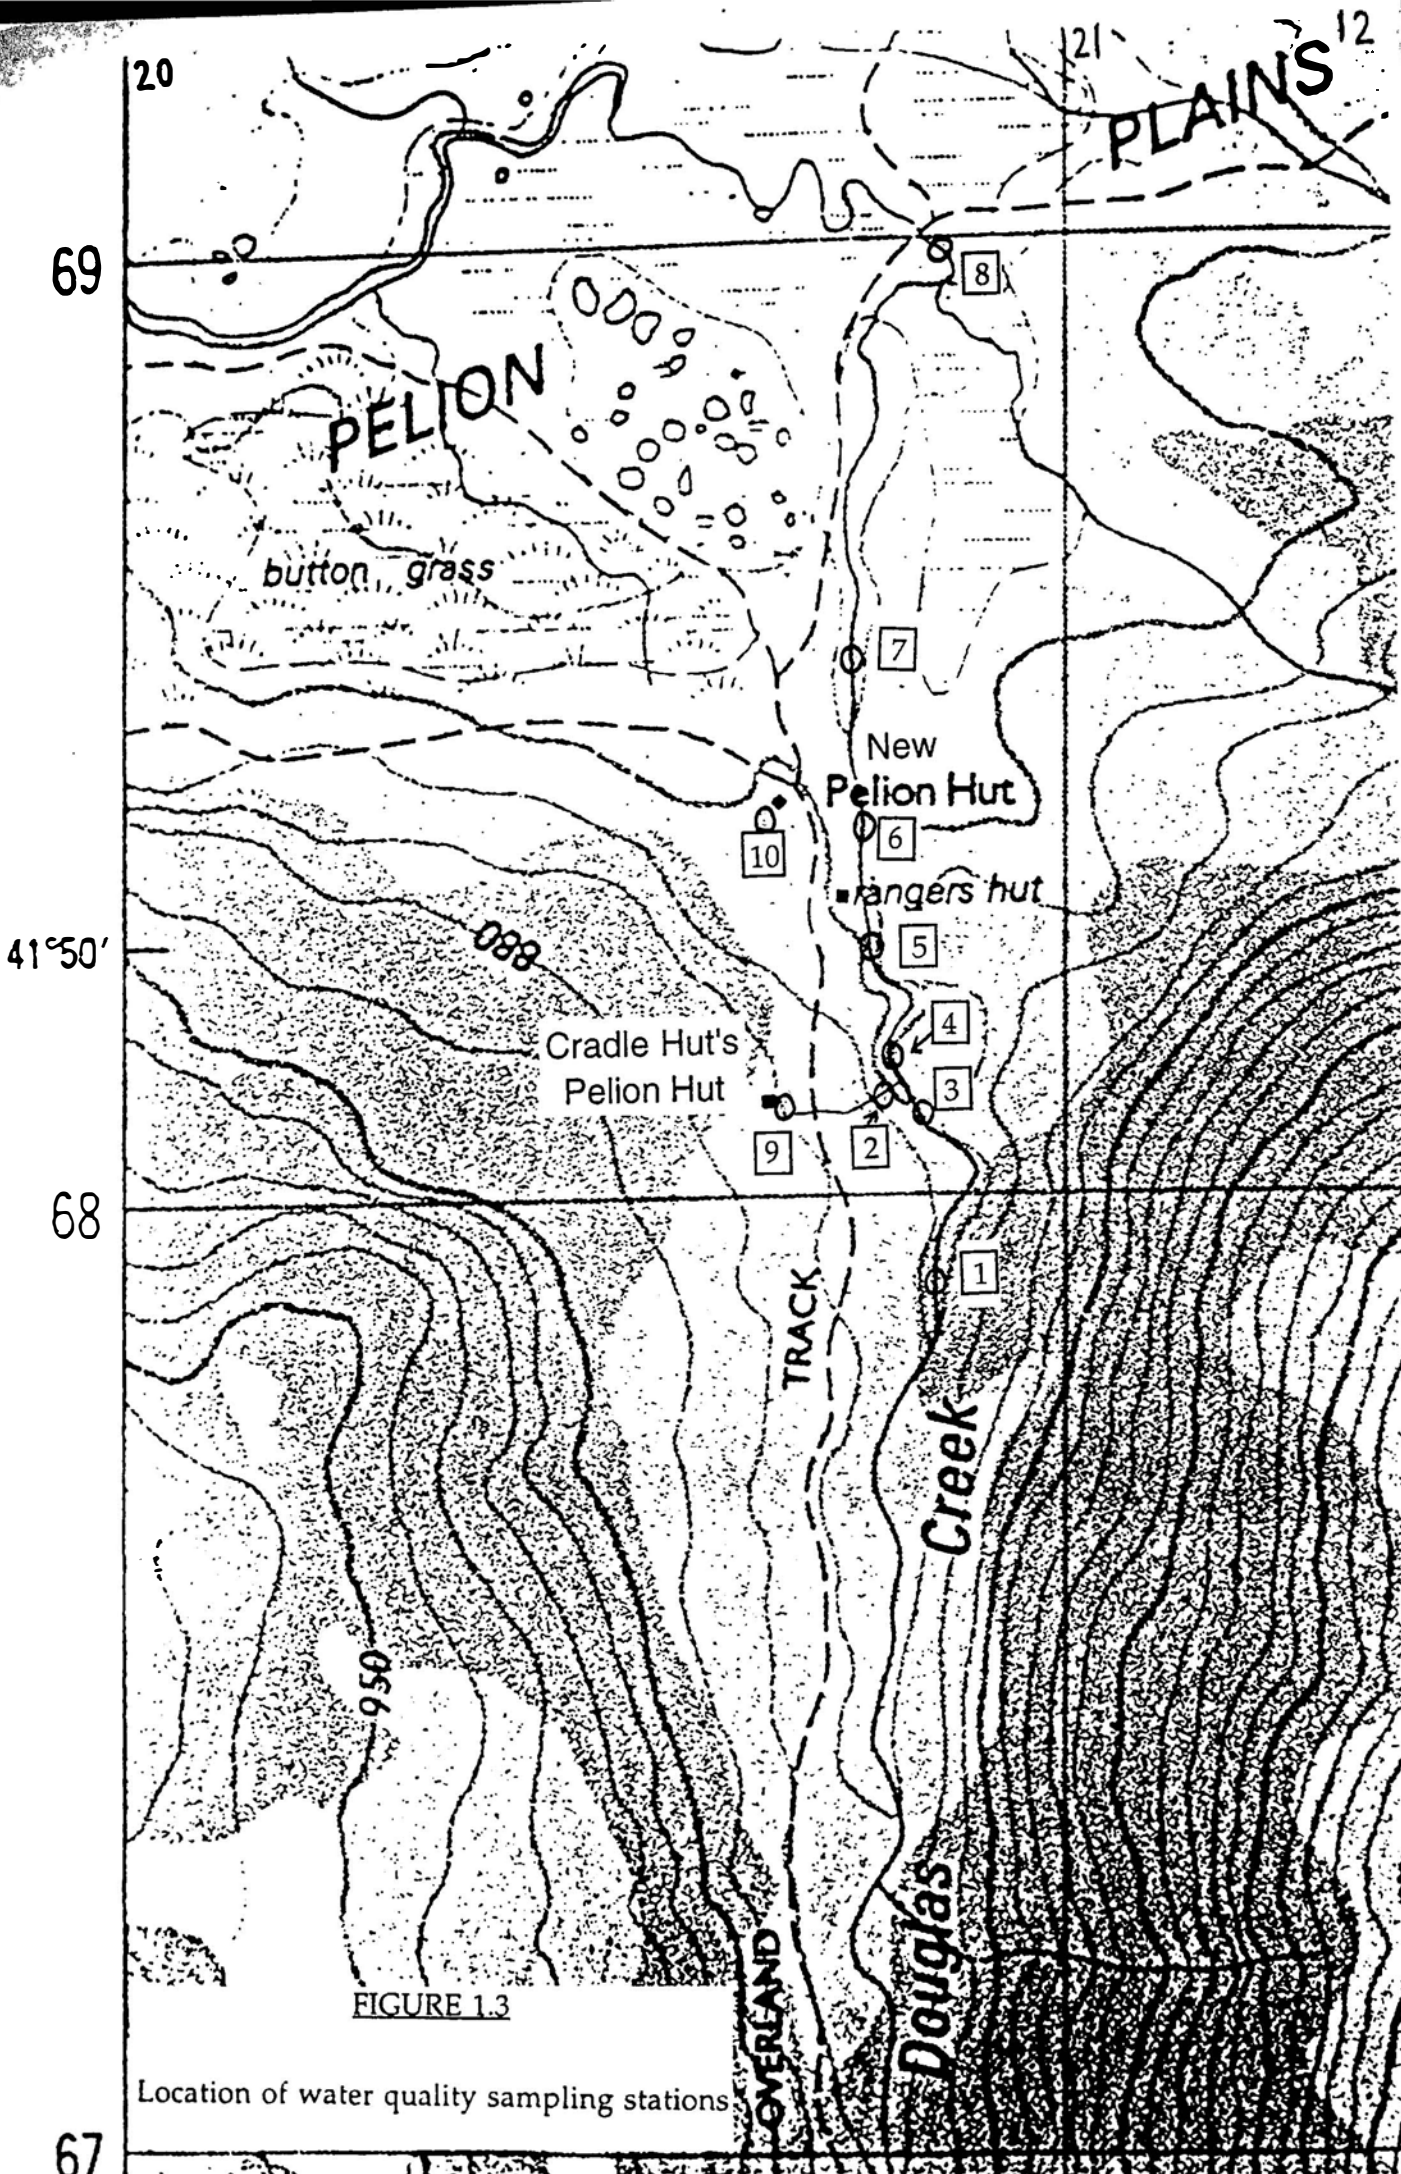 20
21
12
PLAINS
69
8
PELION
button grass
7
New
Pelion Hut
10
6
rangers hut
41°50'
880
5
4
Cradle Hut's
Pelion Hut
3
9
2
68
1
TRACK
Creek
950
Douglas
OVERLAND
FIGURE 1.3
Location of water quality sampling stations
67